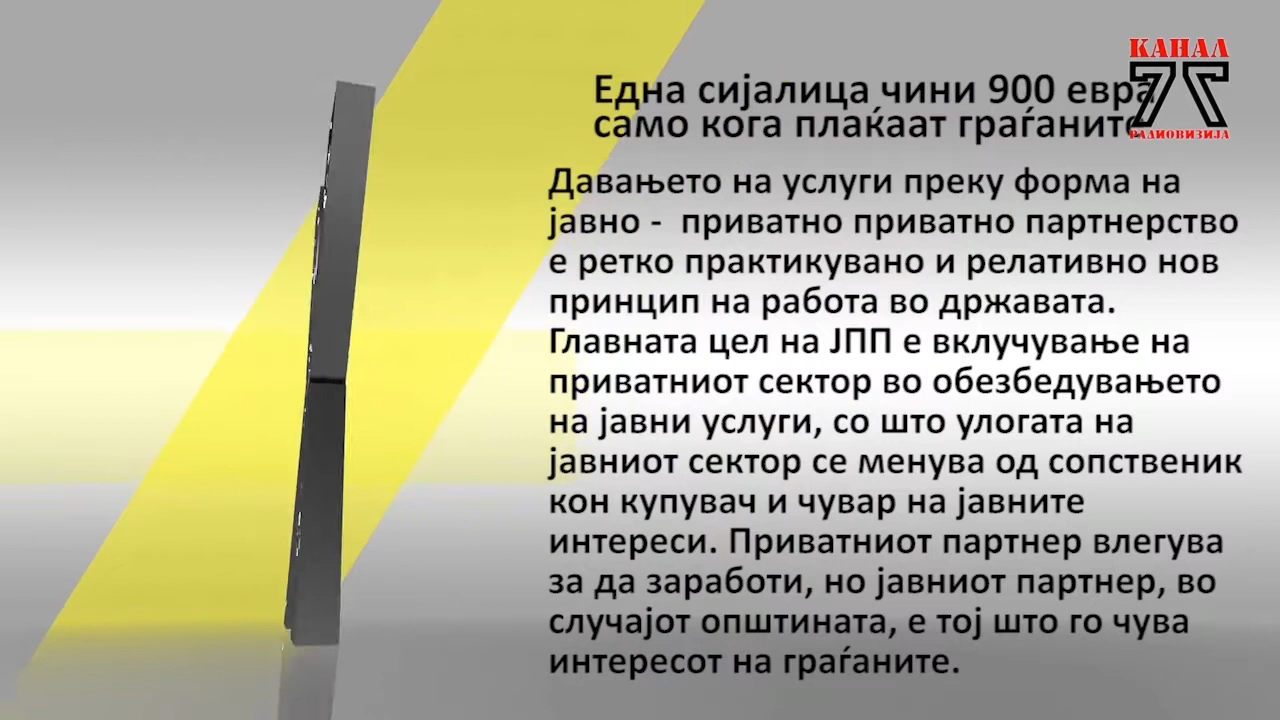 КАНАЛ
77
РАДИОВИЗИЈА
Една сијалица чини 900 евра
само кога плаќаат граѓаните
Давањето на услуги преку форма на
јавно - приватно приватно партнерство
е ретко практикувано и релативно нов
принцип на работа во државата.
Главната цел на ЈПП е вклучување на
приватниот сектор во обезбедувањето
на јавни услуги, со што улогата на
јавниот сектор се менува од сопственик
кон купувач и чувар на јавните
интереси. Приватниот партнер влегува
за да заработи, но јавниот партнер, во
случајот општината, е тој што го чува
интересот на граѓаните.